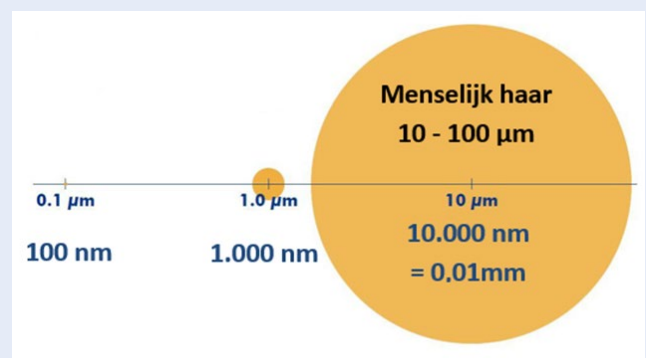 Menselijk haar
10 - 100 µm
0.1 µm
1.0 µm
10 µm
100 nm
1.000 nm
10.000 nm
= 0,01mm